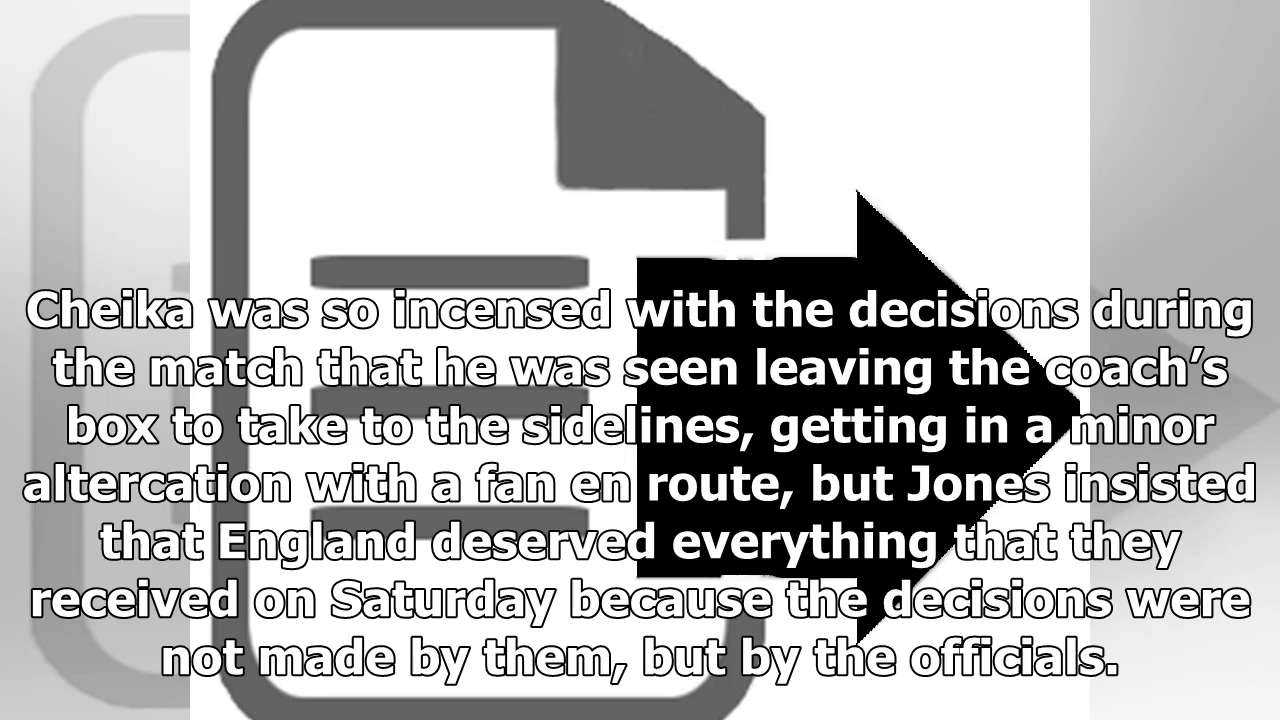 Cheika was so incensed with the decisions during
the match that he was seen leaving the coach’s
box to take to the sidelines, getting in a minor
altercation with a fan en route, but Jones insisted
that England deserved everything that they
received on Saturday because the decisions were
not made by them, but by the officials.